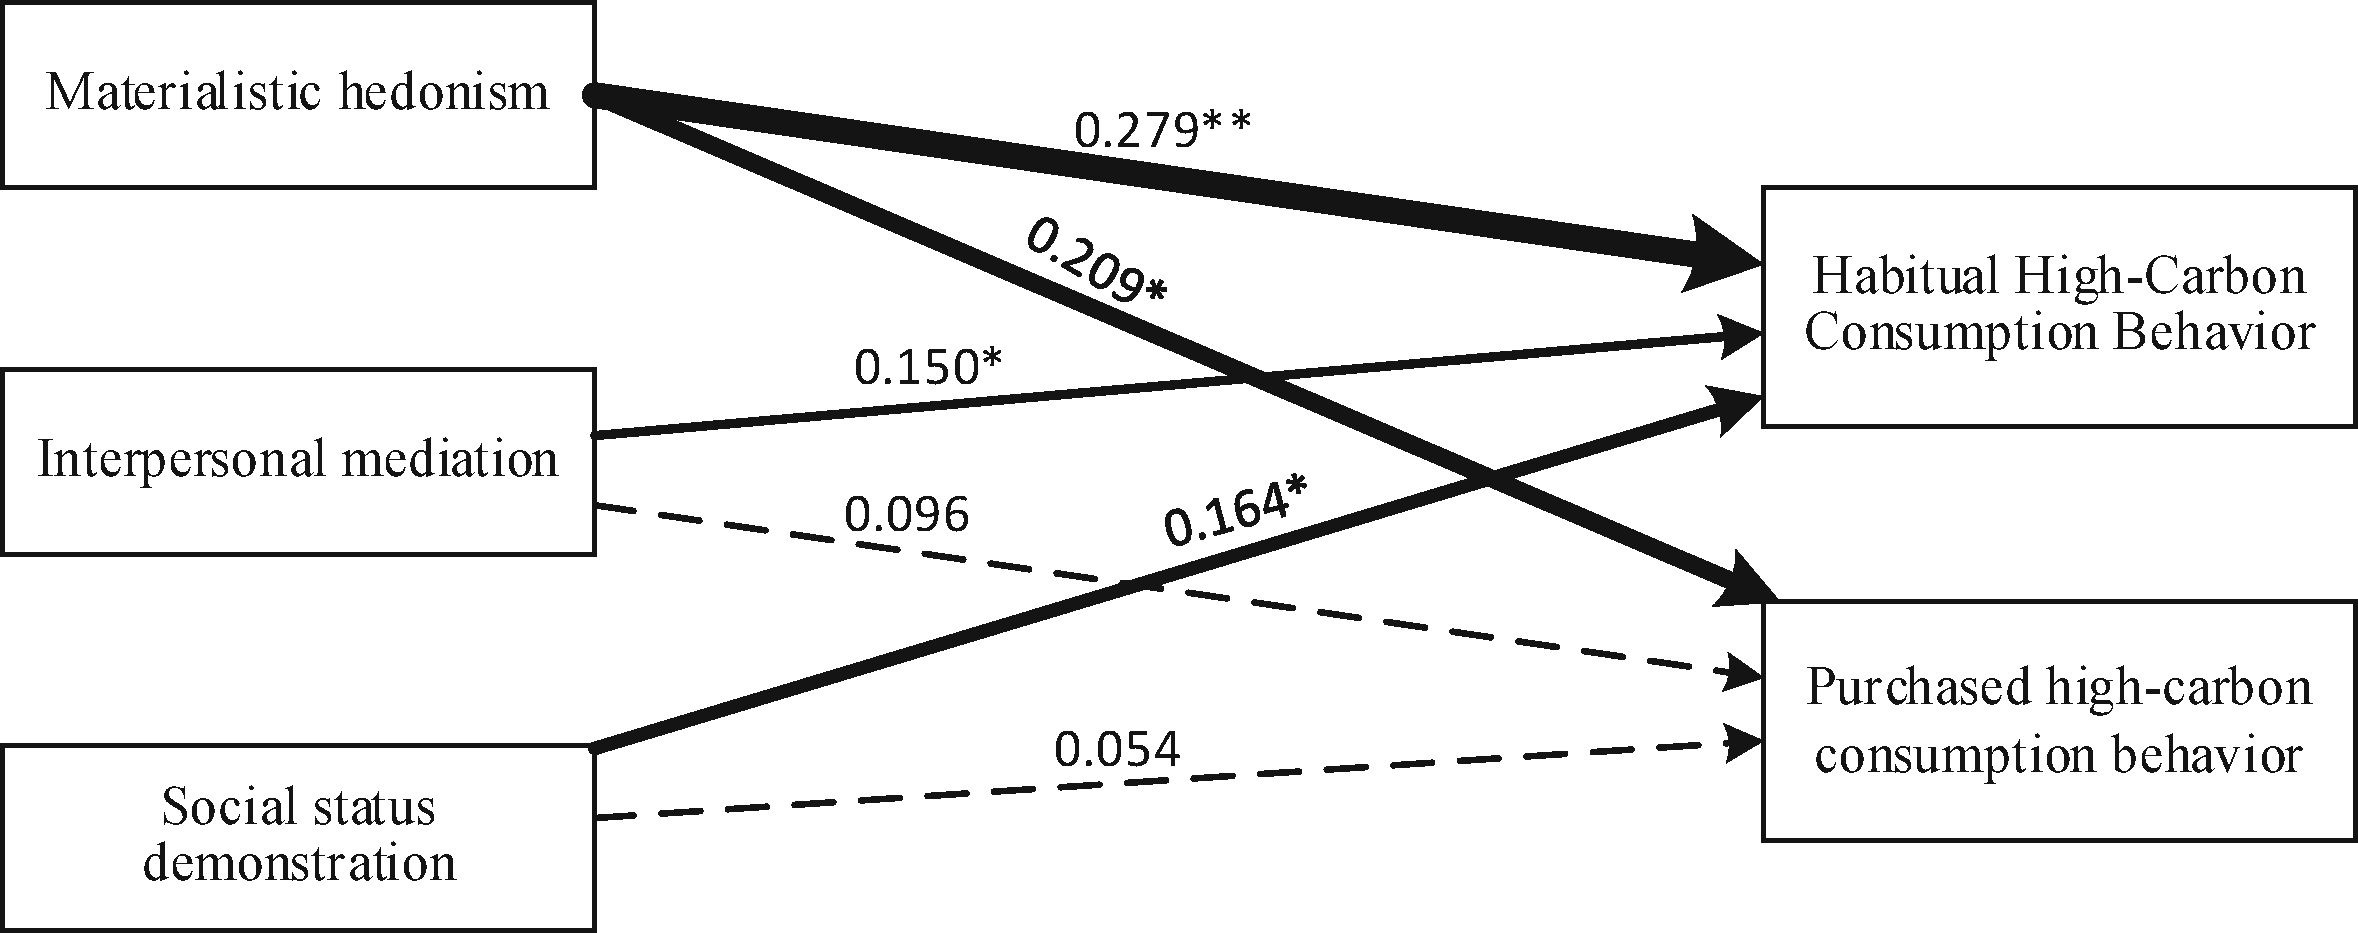 Materialistic hedonism
0.279**
0.209*
Habitual High-Carbon
Consumption Behavior
0.150*
Interpersonal mediation
0.096
0.164*
Purchased high-carbon
consumption behavior
0.054
Social status
demonstration